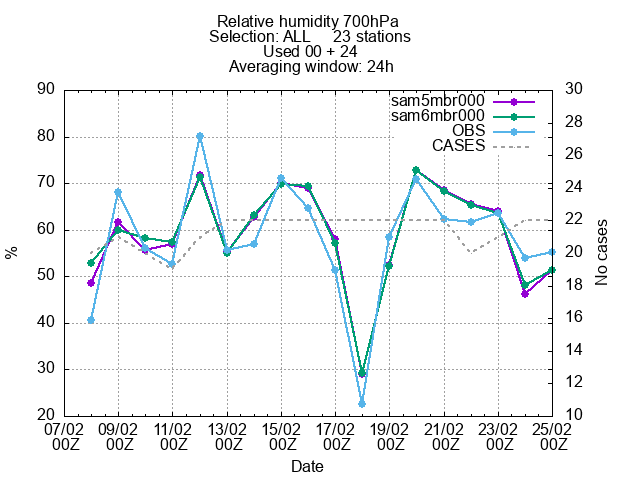 Relative humidity 700hPa
Selection: ALL 23 stations
Used 00 + 24
Averaging window: 24h
sam5mbr000
sam6mbr000
OBS
CASES
90
80
70
60
50
40
30
20
%
30
28
26
24
22
20
18
16
14
12
10
No cases
07/02 09/02 11/02 13/02 15/02 17/02 19/02 21/02 23/02 25/02
00Z 00Z 00Z 00Z 00Z 00Z 00Z 00Z 00Z 00Z
Date